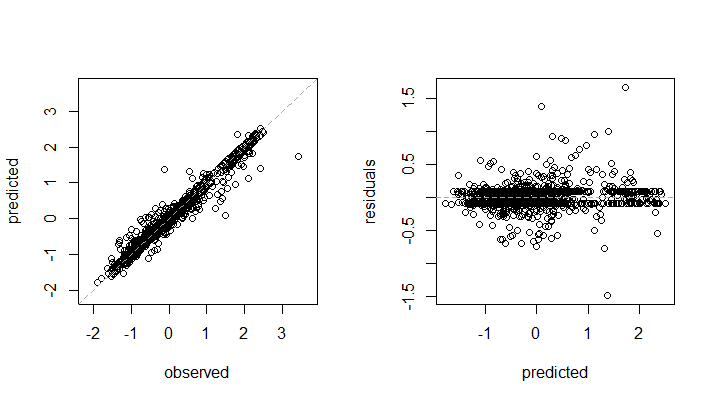 3
2
1
0
-1
-2
predicted
-2 -1 0 1 2 3
observed
1.5
0.5
-0.5
-1.5
residuals
-1 0 1 2
predicted